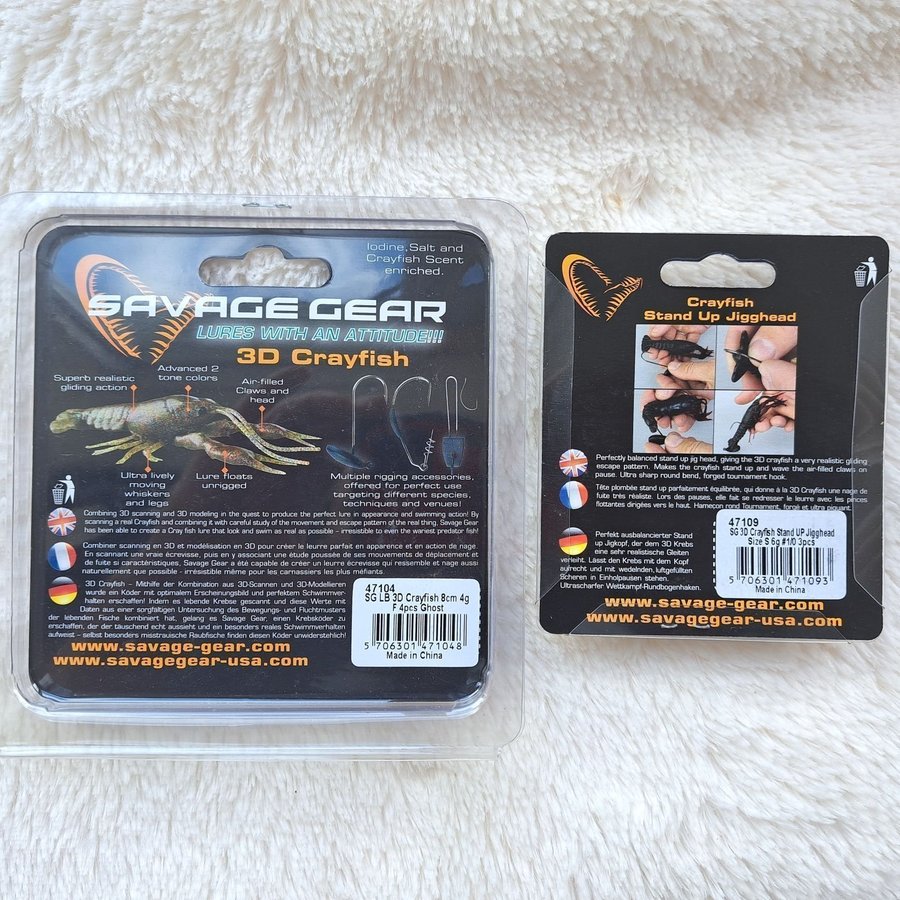 Iodine,Salt and
Crayfish Scent
enriched.
SAVAGE GEAR
LURES WITH AN ATTITUDE!!!
3D Crayfish
Superb realistic
gliding action
Advanced 2
tone colors
Air-filled
Claws and
head
Ultra lively
moving
whiskers
and legs
Lure floats
unrigged
Multiple rigging accessories,
offered for perfect use
targeting different species,
techniques and venues!
Combining 3D scanning and 3D modeling in the quest to produce the perfect lure in appearance and swimming action! By
scanning a real Crayfish and combining it with careful study of the movement and escape pattern of the real thing, Savage Gear
has been able to create a Cray fish lure that look and swim as real as possible - irresistible to even the wariest predator fish!
Combiner scanning en 3D et modélisation en 3D pour créer le leurre parfait en apparence et en action de nage.
En scannant une vraie écrevisse, puis en y associant une étude poussée de ses mouvements de déplacement et
de fuite si caractéristiques, Savage Gear a été capable de créer un leurre écrevisse qui ressemble et nage aussi
naturellement que possible - irrésistible même pour les carnassiers les plus méfiants.
3D Crayfish - Mithilfe der Kombination aus 3D-Scannen und 3D-Modellieren
wurde ein Köder mit optimalem Erscheinungsbild und perfektem Schwimmver-
halten erschaffen! Indem es lebende Krebse gescannt und diese Werte mit
Daten aus einer sorgfältigen Untersuchung des Bewegungs- und Fluchtmusters
der lebenden Fische kombiniert hat, gelang es Savage Gear, einen Krebsköder zu
erschaffen, der der täuschend echt aussieht und ein besonders reales Schwimmverhalten
aufweist - selbst besonders misstrauische Raubfische finden diesen Köder unwiderstehlich!
www.savage-gear.com
www.savagegear-usa.com
47104
SG LB 3D Crayfish 8cm 4g
F 4pcs Ghost
5 706301 471048
Made in China
Crayfish
Stand Up Jigghead
Perfectly balanced stand up jig head, giving the 3D crayfish a very realistic gliding
escape pattern. Makes the crayfish stand up and wave the air-filled claws on
pause. Ultra sharp round bend, forged tournament hook.
Tête plombée stand up parfaitement équilibrée, qui donne à la 3D Crayfish une nage de
fuite très réaliste. Lors des pauses, elle fait se redresser le leurre avec les pinces
flottantes dirigées vers le haut. Hameçon rond Tournament, forgé et ultra piquant.
Perfekt ausbalancierter Stand
up Jigkopf, der dem 3D Krebs
eine sehr realistische Gleiten
verleiht. Lässt den Krebs mit dem Kopf
aufrecht und mit wedelnden, luftgefüllten
Scheren in Einholpausen stehen.
Ultrascharfer Wettkampf-Rundbogenhaken.
47109
SG 3D Crayfish Stand UP Jigghead
Size S 6g #1/0 3pcs
5 706301 471093
Made in China
www.savage-gear.com
www.savagegear-usa.com